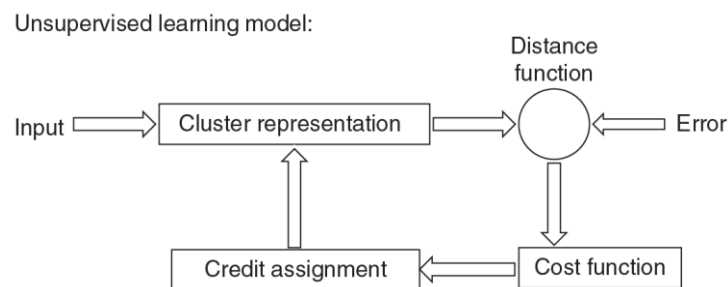 Unsupervised learning model:
Distance
function
Input
Cluster representation
Error
Credit assignment
Cost function